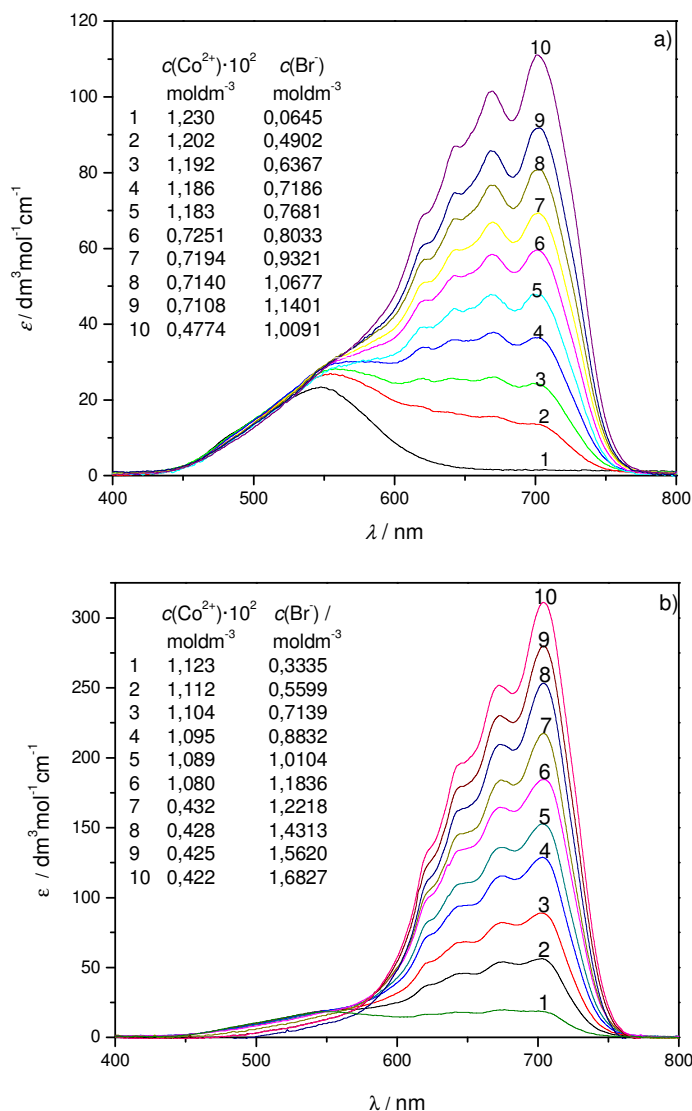 a)
c(Co²⁺)·10² c(Br⁻)
moldm⁻³ moldm⁻³
1 1,230 0,0645
2 1,202 0,4902
3 1,192 0,6367
4 1,186 0,7186
5 1,183 0,7681
6 0,7251 0,8033
7 0,7194 0,9321
8 0,7140 1,0677
9 0,7108 1,1401
10 0,4774 1,0091
10
9
8
7
6
5
4
3
2
1
120
100
80
60
40
20
0
ε / dm³mol⁻¹cm⁻¹
400 500 600 700 800
λ / nm
b)
c(Co²⁺)·10² c(Br⁻) /
moldm⁻³ moldm⁻³
1 1,123 0,3335
2 1,112 0,5599
3 1,104 0,7139
4 1,095 0,8832
5 1,089 1,0104
6 1,080 1,1836
7 0,432 1,2218
8 0,428 1,4313
9 0,425 1,5620
10 0,422 1,6827
10
9
8
7
6
5
4
3
2
1
300
250
200
150
100
50
0
ε / dm³mol⁻¹cm⁻¹
400 500 600 700 800
λ / nm